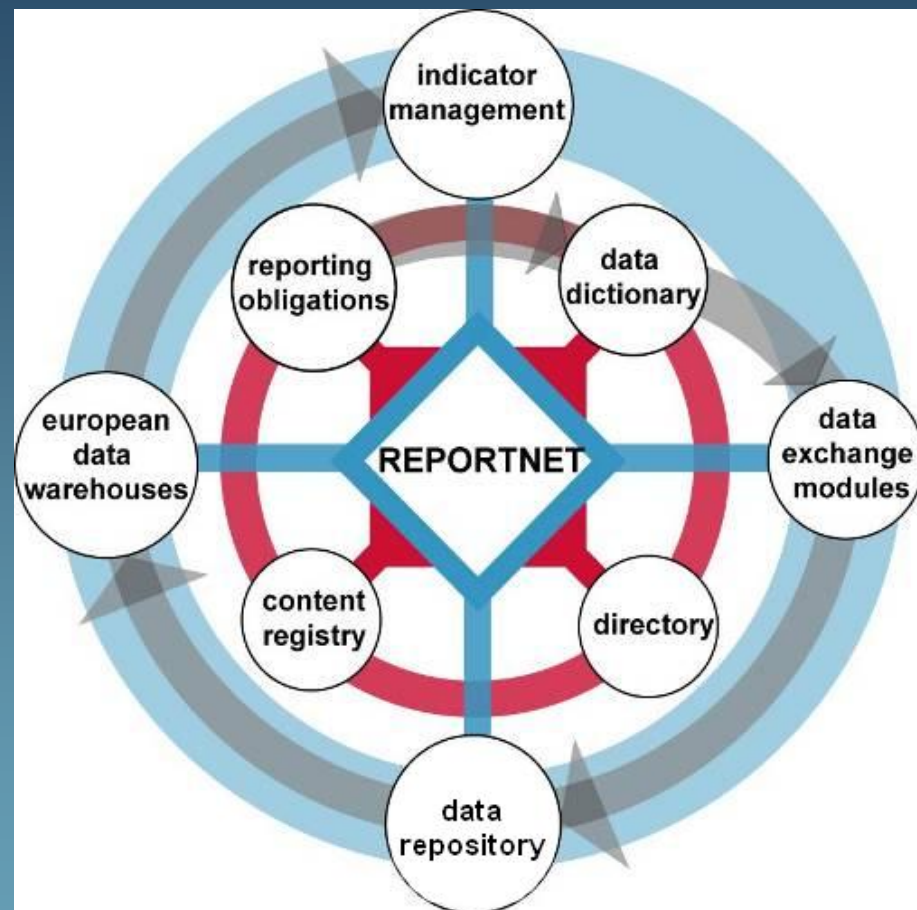 indicator
management
reporting
obligations
data
dictionary
european
data
warehouses
REPORTNET
data
exchange
modules
content
registry
directory
data
repository